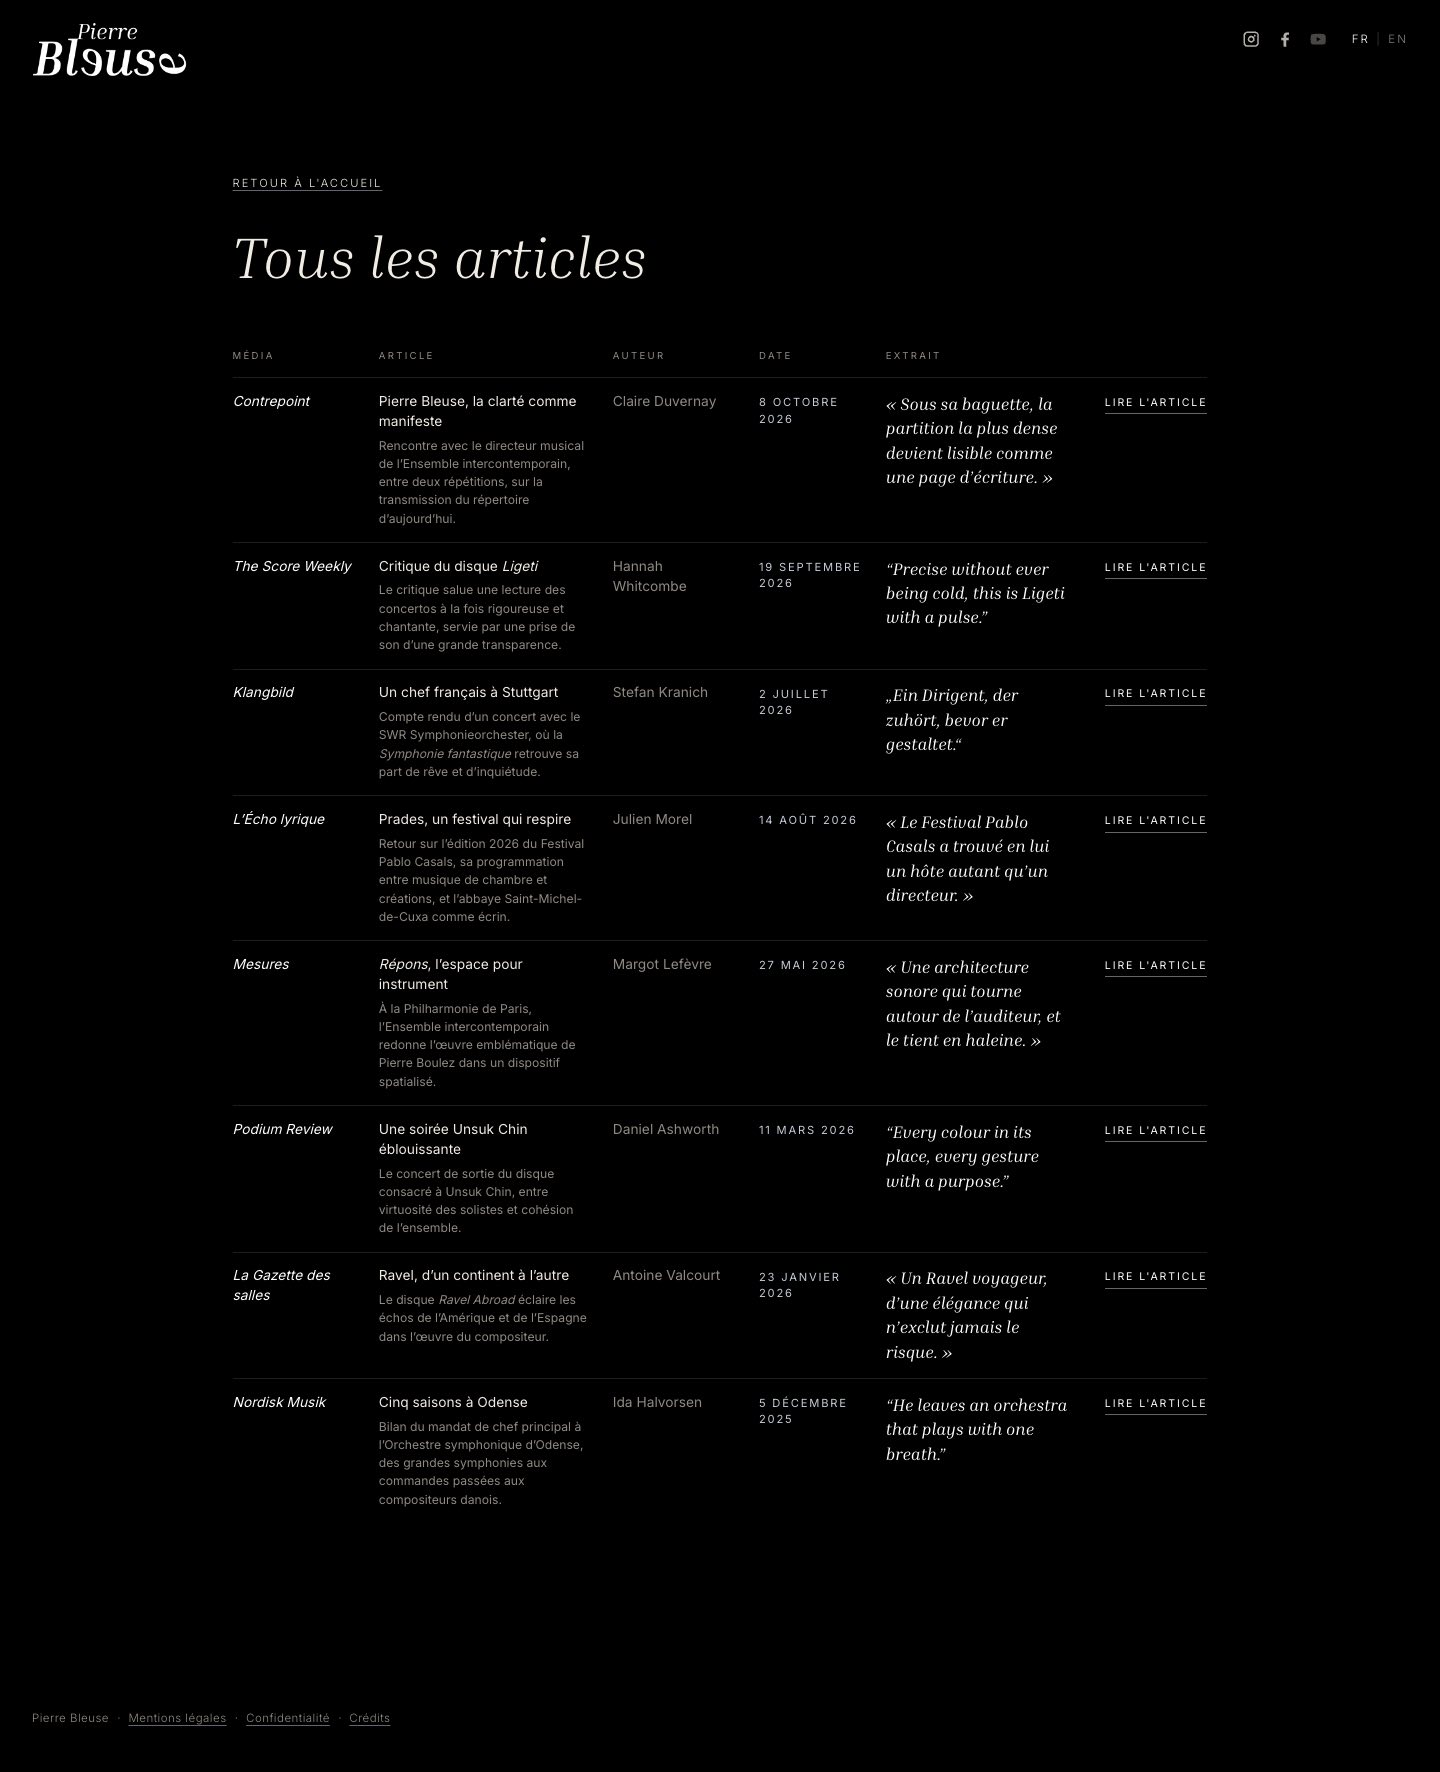 Pierre
Bleuse
FR | EN
RETOUR À L'ACCUEIL
Tous les articles
MÉDIA ARTICLE AUTEUR DATE EXTRAIT
Contrepoint
Pierre Bleuse, la clarté comme
manifeste
Rencontre avec le directeur musical
de l’Ensemble intercontemporain,
entre deux répétitions, sur la
transmission du répertoire
d’aujourd’hui.
Claire Duvernay
8 OCTOBRE
2026
« Sous sa baguette, la
partition la plus dense
devient lisible comme
une page d’écriture. »
LIRE L'ARTICLE
The Score Weekly
Critique du disque Ligeti
Le critique salue une lecture des
concertos à la fois rigoureuse et
chantante, servie par une prise de
son d’une grande transparence.
Hannah
Whitcombe
19 SEPTEMBRE
2026
“Precise without ever
being cold, this is Ligeti
with a pulse.”
LIRE L'ARTICLE
Klangbild
Un chef français à Stuttgart
Compte rendu d’un concert avec le
SWR Symphonieorchester, où la
Symphonie fantastique retrouve sa
part de rêve et d’inquiétude.
Stefan Kranich
2 JUILLET
2026
„Ein Dirigent, der
zuhört, bevor er
gestaltet.“
LIRE L'ARTICLE
L’Écho lyrique
Prades, un festival qui respire
Retour sur l’édition 2026 du Festival
Pablo Casals, sa programmation
entre musique de chambre et
créations, et l’abbaye Saint-Michel-
de-Cuxa comme écrin.
Julien Morel
14 AOÛT 2026
« Le Festival Pablo
Casals a trouvé en lui
un hôte autant qu’un
directeur. »
LIRE L'ARTICLE
Mesures
Répons, l’espace pour
instrument
À la Philharmonie de Paris,
l’Ensemble intercontemporain
redonne l’œuvre emblématique de
Pierre Boulez dans un dispositif
spatialisé.
Margot Lefèvre
27 MAI 2026
« Une architecture
sonore qui tourne
autour de l’auditeur, et
le tient en haleine. »
LIRE L'ARTICLE
Podium Review
Une soirée Unsuk Chin
éblouissante
Le concert de sortie du disque
consacré à Unsuk Chin, entre
virtuosité des solistes et cohésion
de l’ensemble.
Daniel Ashworth
11 MARS 2026
“Every colour in its
place, every gesture
with a purpose.”
LIRE L'ARTICLE
La Gazette des
salles
Ravel, d’un continent à l’autre
Le disque Ravel Abroad éclaire les
échos de l’Amérique et de l’Espagne
dans l’œuvre du compositeur.
Antoine Valcourt
23 JANVIER
2026
« Un Ravel voyageur,
d’une élégance qui
n’exclut jamais le
risque. »
LIRE L'ARTICLE
Nordisk Musik
Cinq saisons à Odense
Bilan du mandat de chef principal à
l’Orchestre symphonique d’Odense,
des grandes symphonies aux
commandes passées aux
compositeurs danois.
Ida Halvorsen
5 DÉCEMBRE
2025
“He leaves an orchestra
that plays with one
breath.”
LIRE L'ARTICLE
Pierre Bleuse · Mentions légales · Confidentialité · Crédits